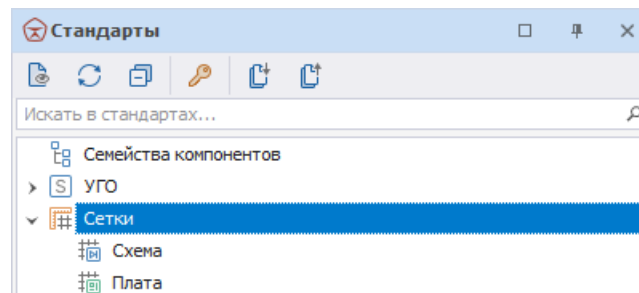 Стандарты
Искать в стандартах...
Семейства компонентов
S УГО
Сетки
Схема
Плата